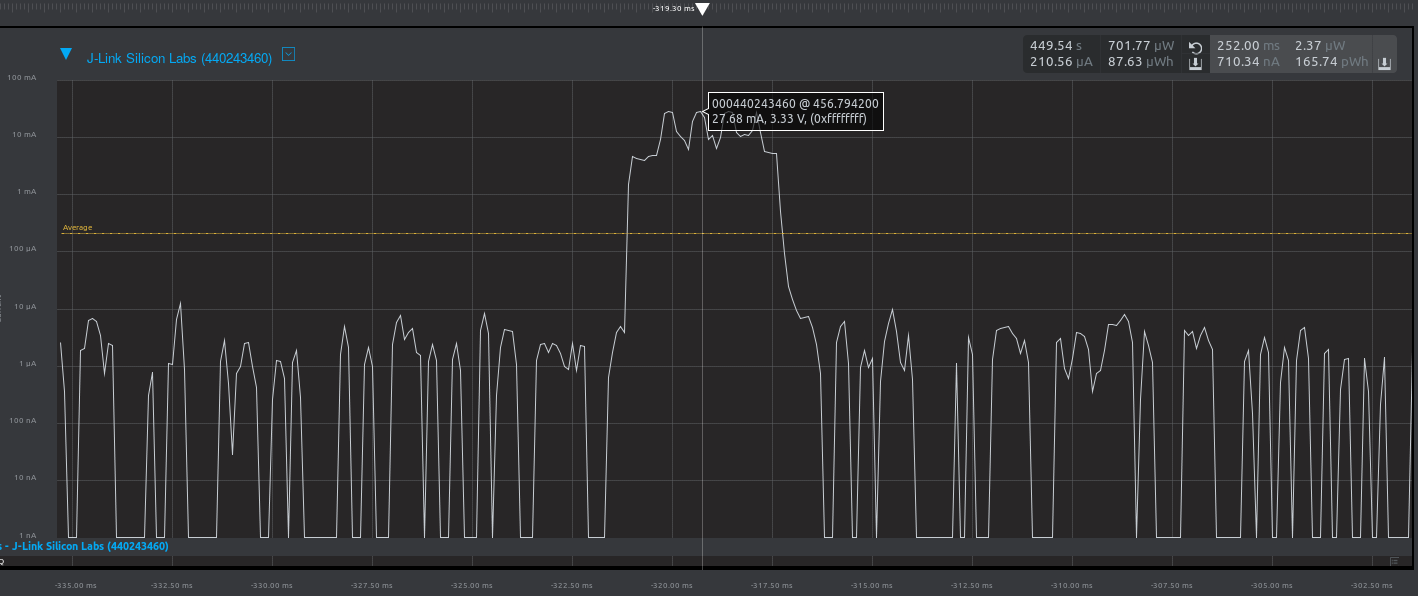 -319.30 ms
J-Link Silicon Labs (440243460)
449.54 s 701.77 µW 252.00 ms 2.37 µW
210.56 µA 87.63 µWh 710.34 nA 165.74 pWh
100 mA
000440243460 @ 456.794200
27.68 mA, 3.33 V, (0xffffffff)
10 mA
1 mA
Average
100 µA
10 µA
1 µA
100 nA
10 nA
1 nA
s - J-Link Silicon Labs (440243460)
-335.00 ms -332.50 ms -330.00 ms -327.50 ms -325.00 ms -322.50 ms -320.00 ms -317.50 ms -315.00 ms -312.50 ms -310.00 ms -307.50 ms -305.00 ms -302.50 ms